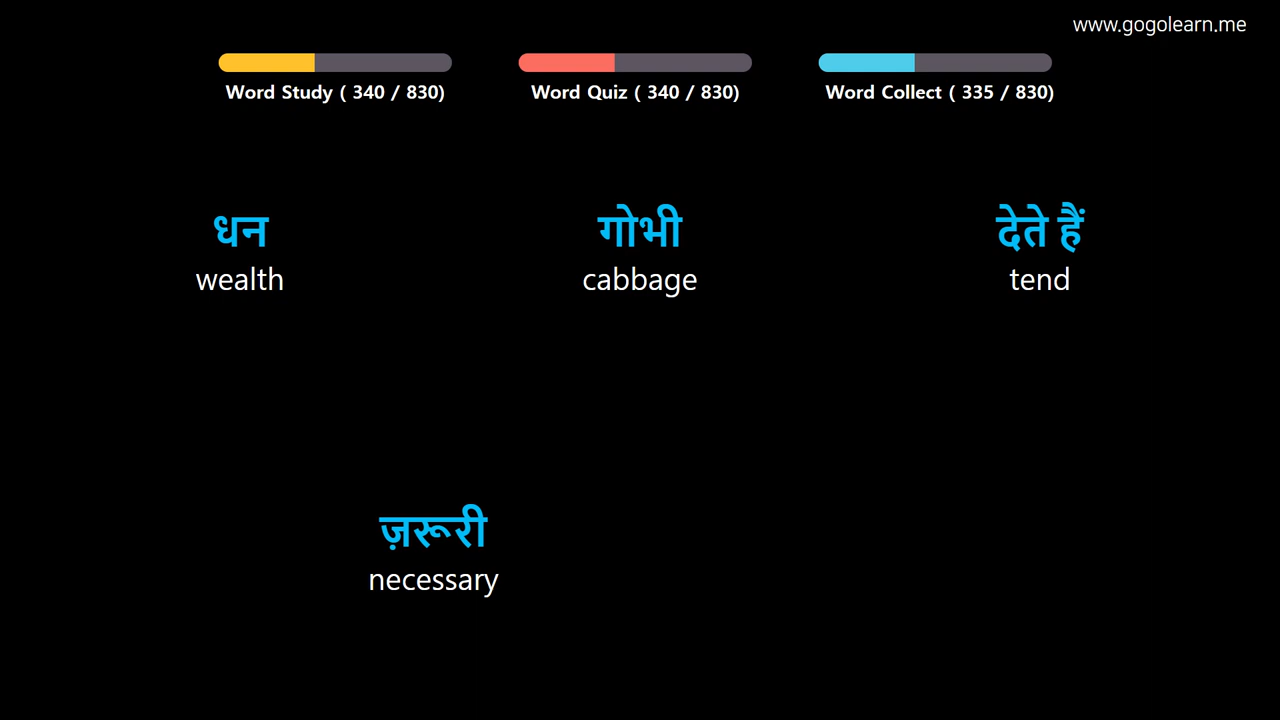 www.gogolearn.me
Word Study ( 340 / 830)
Word Quiz ( 340 / 830)
Word Collect ( 335 / 830)
धन
wealth
गोभी
cabbage
देते हैं
tend
ज़रूरी
necessary